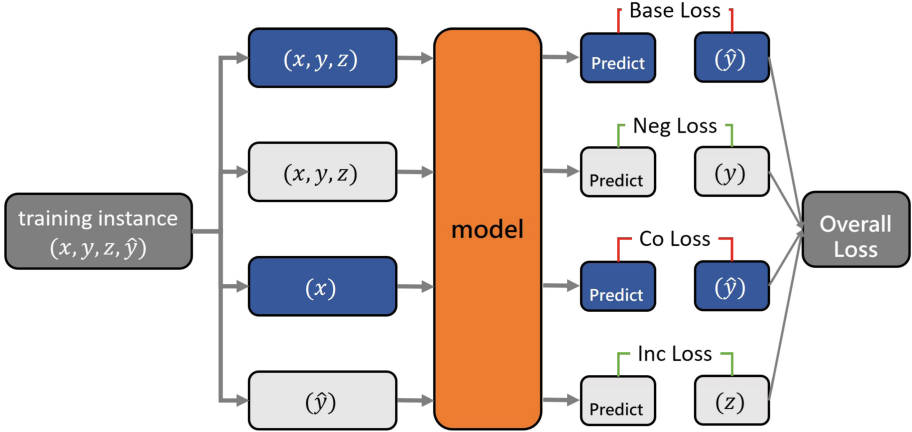 training instance
(x, y, z, ŷ)
(x, y, z)
(x, y, z)
(x)
(ŷ)
model
Base Loss
Predict
(ŷ)
Neg Loss
Predict
(y)
Co Loss
Predict
(ŷ)
Inc Loss
Predict
(z)
Overall
Loss